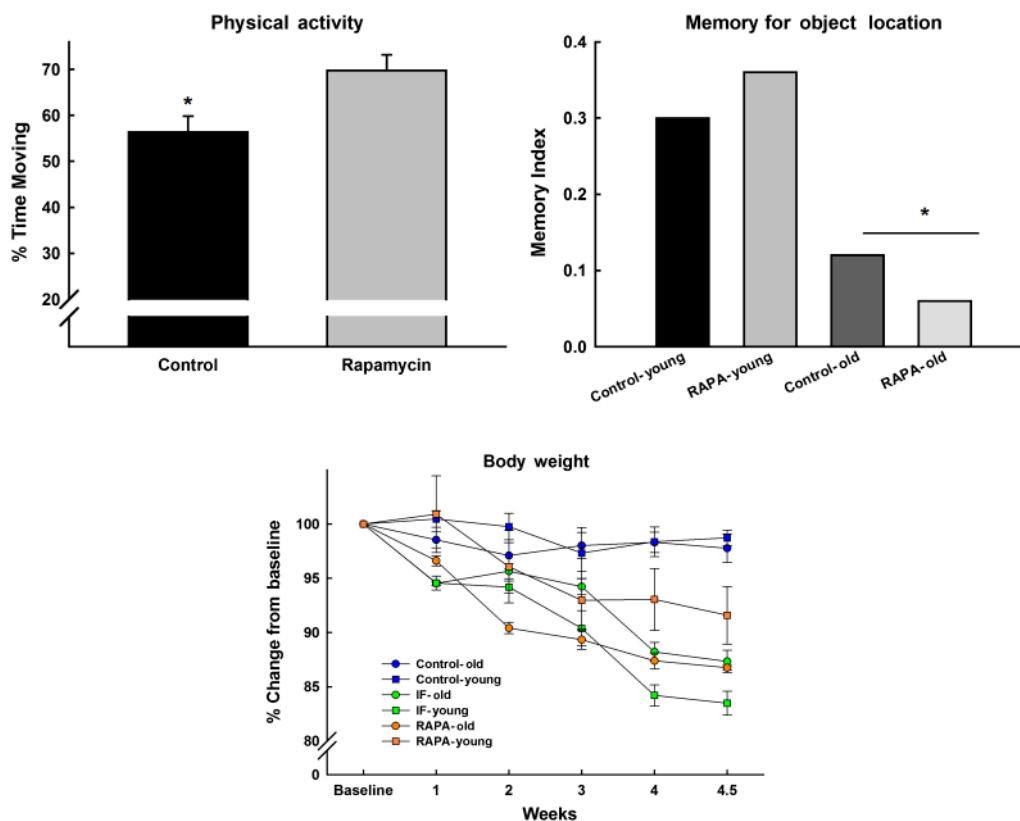 Physical activity
% Time Moving
70
60
50
40
30
20
*
Control
Rapamycin
Memory for object location
Memory Index
0.4
0.3
0.2
0.1
0.0
*
Control-young
RAPA-young
Control-old
RAPA-old
Body weight
% Change from baseline
100
95
90
85
80
0
Control-old
Control-young
IF-old
IF-young
RAPA-old
RAPA-young
Baseline 1 2 3 4 4.5
Weeks